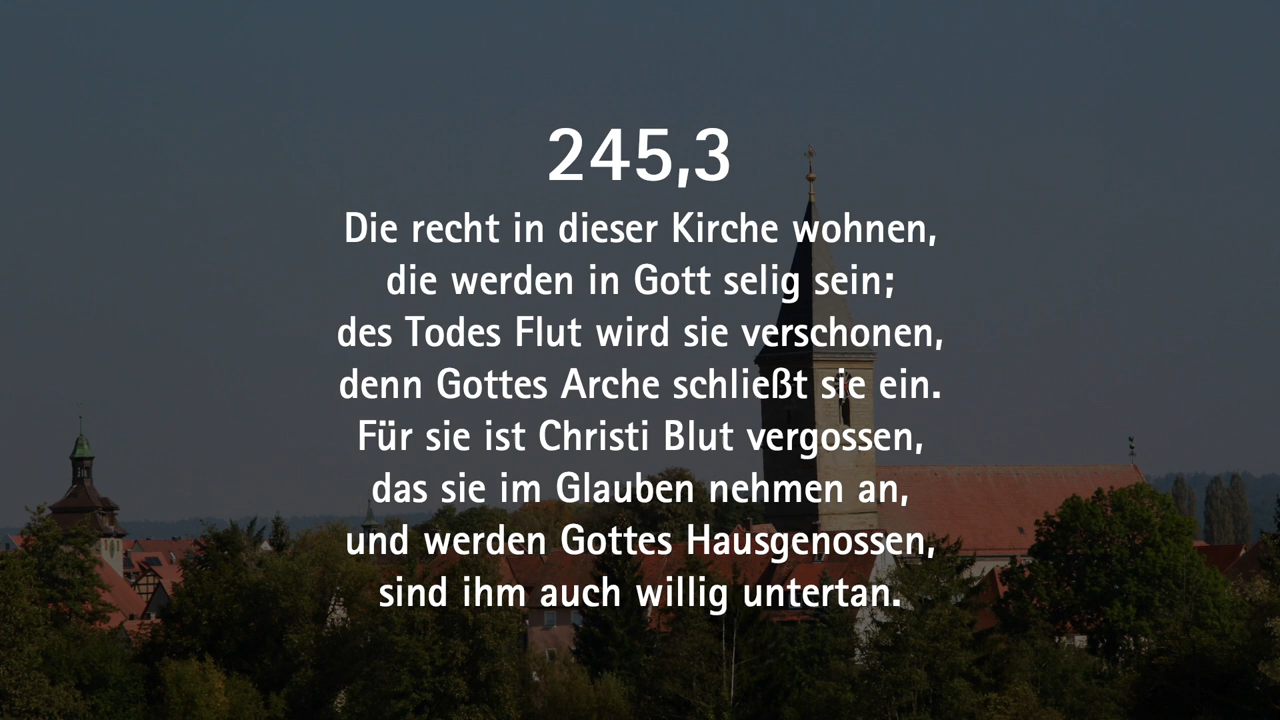 245,3
Die recht in dieser Kirche wohnen,
die werden in Gott selig sein;
des Todes Flut wird sie verschonen,
denn Gottes Arche schließt sie ein.
Für sie ist Christi Blut vergossen,
das sie im Glauben nehmen an,
und werden Gottes Hausgenossen,
sind ihm auch willig untertan.